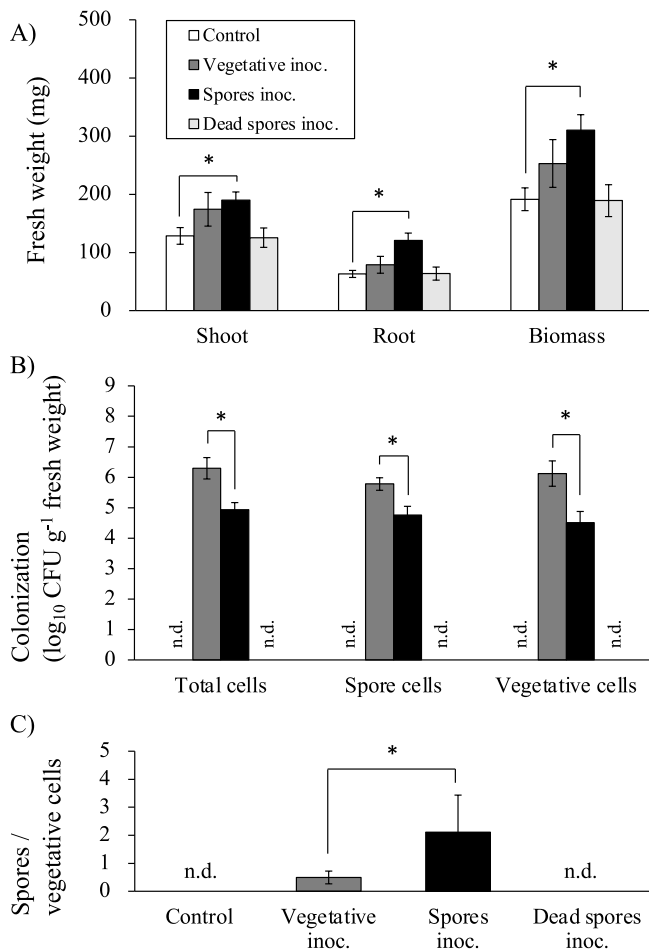 A)
Fresh weight (mg)
500
400
300
200
100
0
Control
Vegetative inoc.
Spores inoc.
Dead spores inoc.
*
*
*
Shoot Root Biomass
B)
Colonization
(log₁₀ CFU g⁻¹ fresh weight)
9
8
7
6
5
4
3
2
1
0
*
*
*
n.d. n.d. n.d. n.d. n.d. n.d.
Total cells Spore cells Vegetative cells
C)
Spores /
vegetative cells
5
4
3
2
1
0
*
n.d. n.d.
Control Vegetative Spores Dead spores
inoc. inoc. inoc.